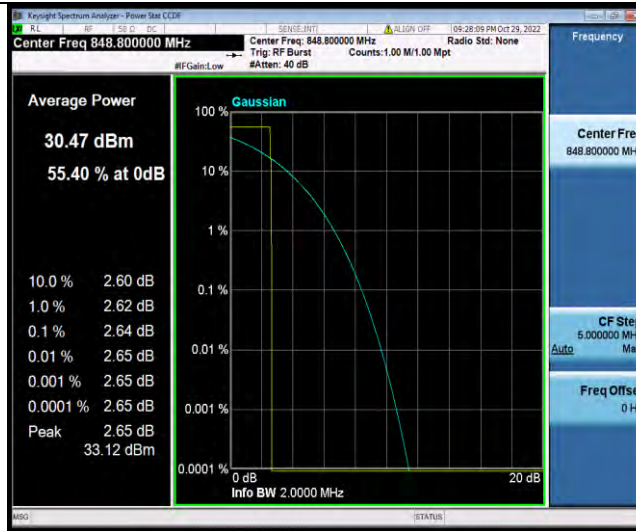 Keysight Spectrum Analyzer - Power Stat CCDF
RL RF 50 Ω DC SENSE:INT ALIGN OFF 09:28:09 PM Oct 29, 2022
Center Freq 848.800000 MHz
Center Freq: 848.800000 MHz Radio Std: None
Trig: RF Burst Counts:1.00 M/1.00 Mpt
#IFGain:Low #Atten: 40 dB
Frequency
Average Power
30.47 dBm
55.40 % at 0dB
10.0 % 2.60 dB
1.0 % 2.62 dB
0.1 % 2.64 dB
0.01 % 2.65 dB
0.001 % 2.65 dB
0.0001 % 2.65 dB
Peak 2.65 dB
33.12 dBm
Gaussian
100 %
10 %
1 %
0.1 %
0.01 %
0.001 %
0.0001 %
0 dB 20 dB
Info BW 2.0000 MHz
Center Fre
848.800000 MH
CF Ste
5.000000 MH
Auto Ma
Freq Offse
0 H
MSG STATUS